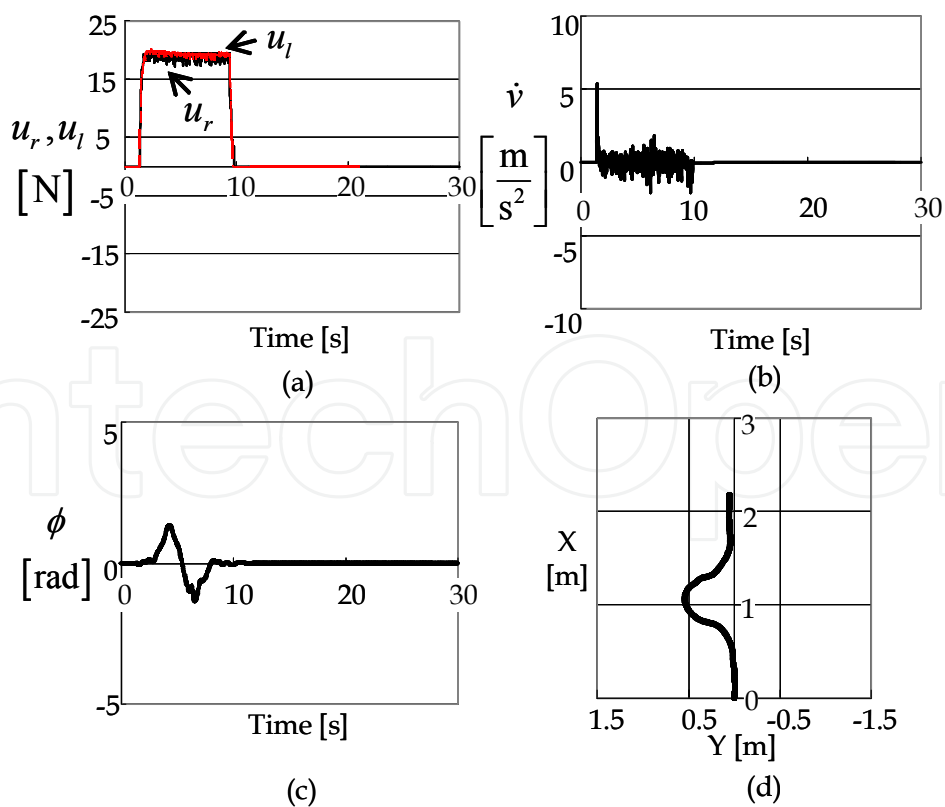 25
15
5
-5
-15
-25
u_r, u_l
[N]
u_l
u_r
0 10 20 30
Time [s]
(a)
10
5
0
-5
-10
v̇
[m/s²]
0 10 20 30
Time [s]
(b)
5
0
-5
ϕ
[rad]
0 10 20 30
Time [s]
(c)
3
2
1
0
X
[m]
1.5 0.5 -0.5 -1.5
Y [m]
(d)
ntechOpe